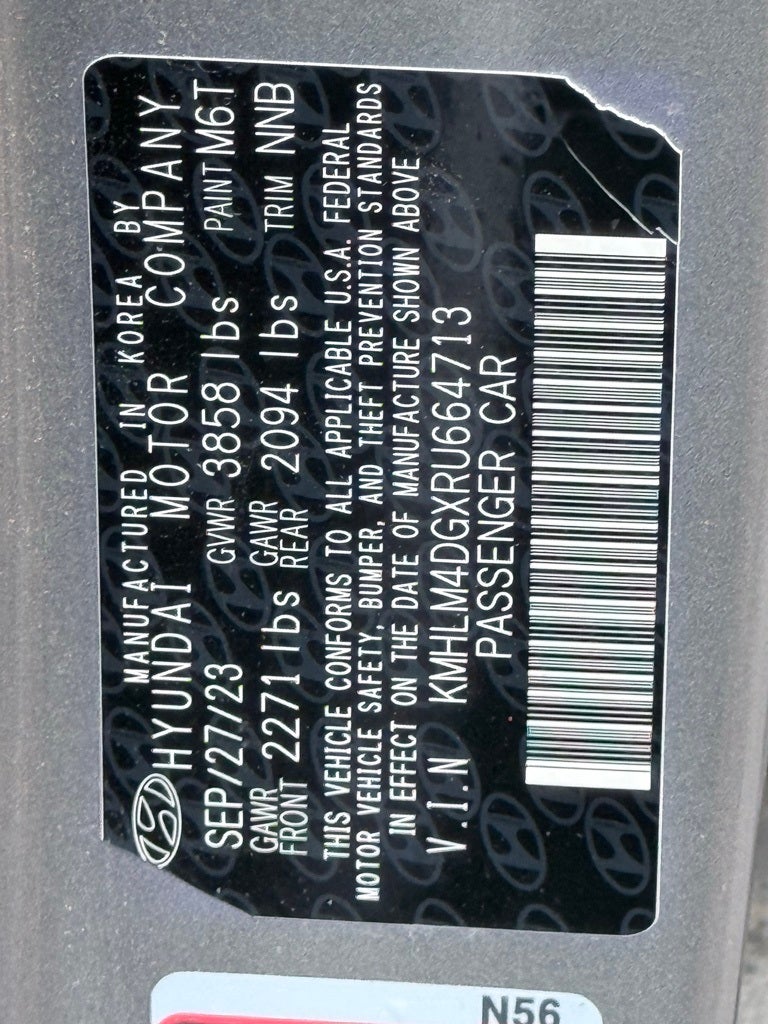 MANUFACTURED IN KOREA BY
HYUNDAI MOTOR COMPANY
SEP/27/23 GVWR 3858 lbs PAINT M6T
GAWR FRONT 2271 lbs GAWR REAR 2094 lbs TRIM NNB
THIS VEHICLE CONFORMS TO ALL APPLICABLE U.S.A. FEDERAL
MOTOR VEHICLE SAFETY, BUMPER, AND THEFT PREVENTION STANDARDS
IN EFFECT ON THE DATE OF MANUFACTURE SHOWN ABOVE
V.I.N KMHLM4DGXRU664713
PASSENGER CAR
N56